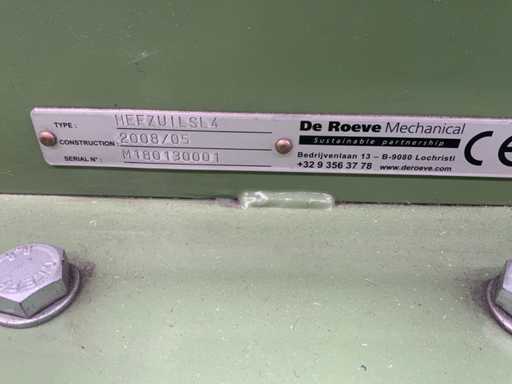 TYPE : HEFZUILSL4
CONSTRUCTION : 2008/05
SERIAL N° : M180130001
De Roeve Mechanical
Sustainable partnership
Bedrijvenlaan 13 – B-9080 Lochristi
+32 9 356 37 78 www.deroeve.com
CE